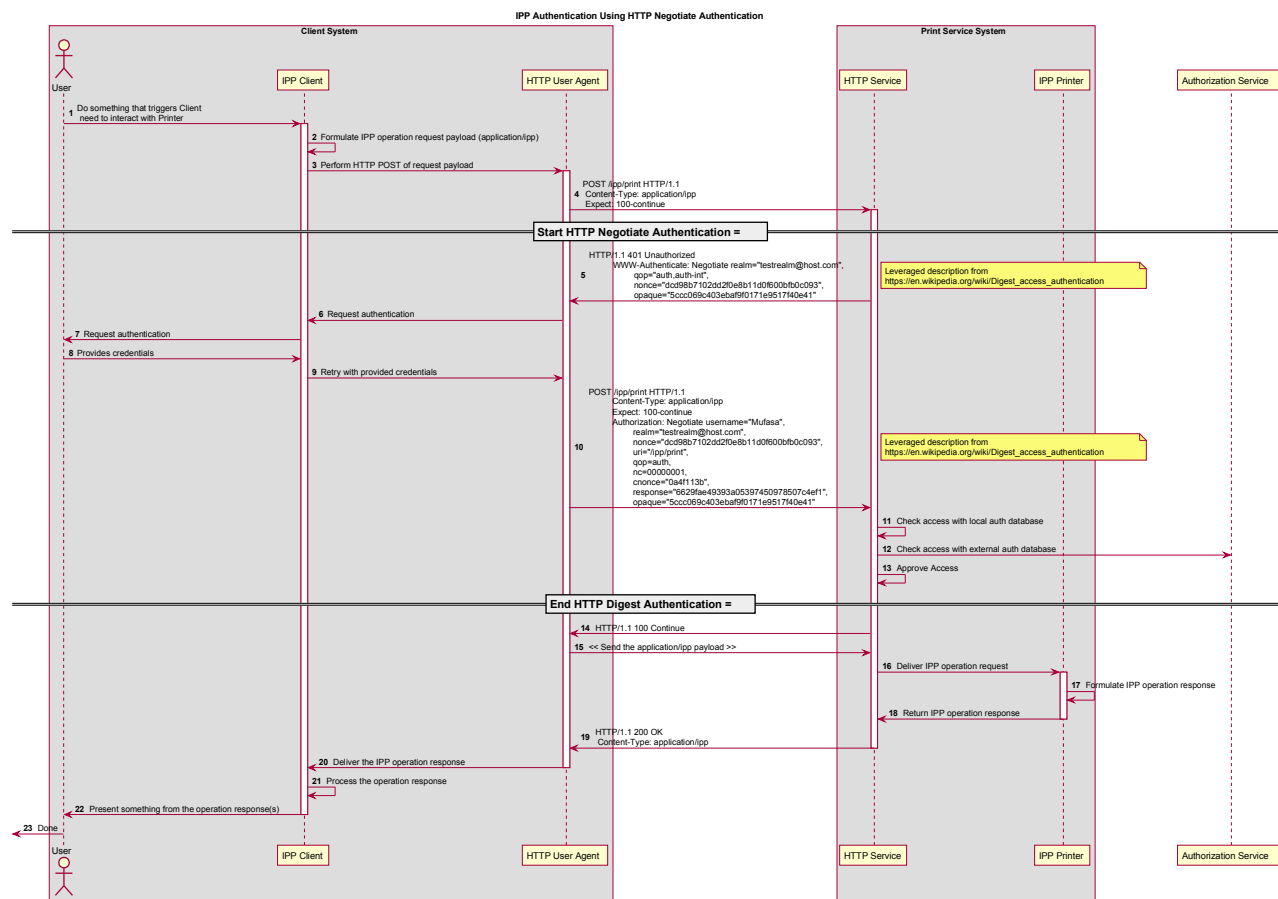 IPP Authentication Using HTTP Negotiate Authentication
Client System
Print Service System
User
IPP Client
HTTP User Agent
HTTP Service
IPP Printer
Authorization Service
1 Do something that triggers Client
need to interact with Printer
2 Formulate IPP operation request payload (application/ipp)
3 Perform HTTP POST of request payload
4 POST /ipp/print HTTP/1.1
Content-Type: application/ipp
Expect: 100-continue
Start HTTP Negotiate Authentication =
5 HTTP/1.1 401 Unauthorized
WWW-Authenticate: Negotiate realm="testrealm@host.com",
qop="auth,auth-int",
nonce="dcd98b7102dd2f0e8b11d0f600bfb0c093",
opaque="5ccc069c403ebaf9f0171e9517f40e41"
Leveraged description from
https://en.wikipedia.org/wiki/Digest_access_authentication
6 Request authentication
7 Request authentication
8 Provides credentials
9 Retry with provided credentials
10 POST /ipp/print HTTP/1.1
Content-Type: application/ipp
Expect: 100-continue
Authorization: Negotiate username="Mufasa",
realm="testrealm@host.com",
nonce="dcd98b7102dd2f0e8b11d0f600bfb0c093",
uri="/ipp/print",
qop=auth,
nc=00000001,
cnonce="0a4f113b",
response="6629fae49393a05397450978507c4ef1",
opaque="5ccc069c403ebaf9f0171e9517f40e41"
Leveraged description from
https://en.wikipedia.org/wiki/Digest_access_authentication
11 Check access with local auth database
12 Check access with external auth database
13 Approve Access
End HTTP Digest Authentication =
14 HTTP/1.1 100 Continue
15 << Send the application/ipp payload >>
16 Deliver IPP operation request
17 Formulate IPP operation response
18 Return IPP operation response
19 HTTP/1.1 200 OK
Content-Type: application/ipp
20 Deliver the IPP operation response
21 Process the operation response
22 Present something from the operation response(s)
23 Done
User
IPP Client
HTTP User Agent
HTTP Service
IPP Printer
Authorization Service